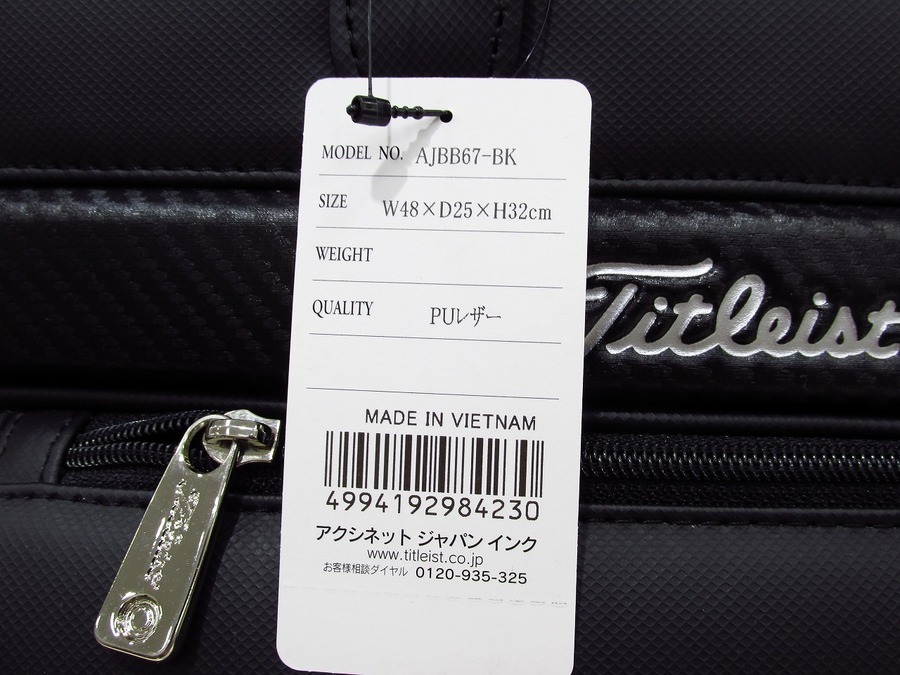 MODEL NO. AJBB67-BK
SIZE W48×D25×H32cm
WEIGHT
QUALITY PUレザー
Titleist
MADE IN VIETNAM
4994192984230
アクシネット ジャパン インク
www.titleist.co.jp
お客様相談ダイヤル 0120-935-325